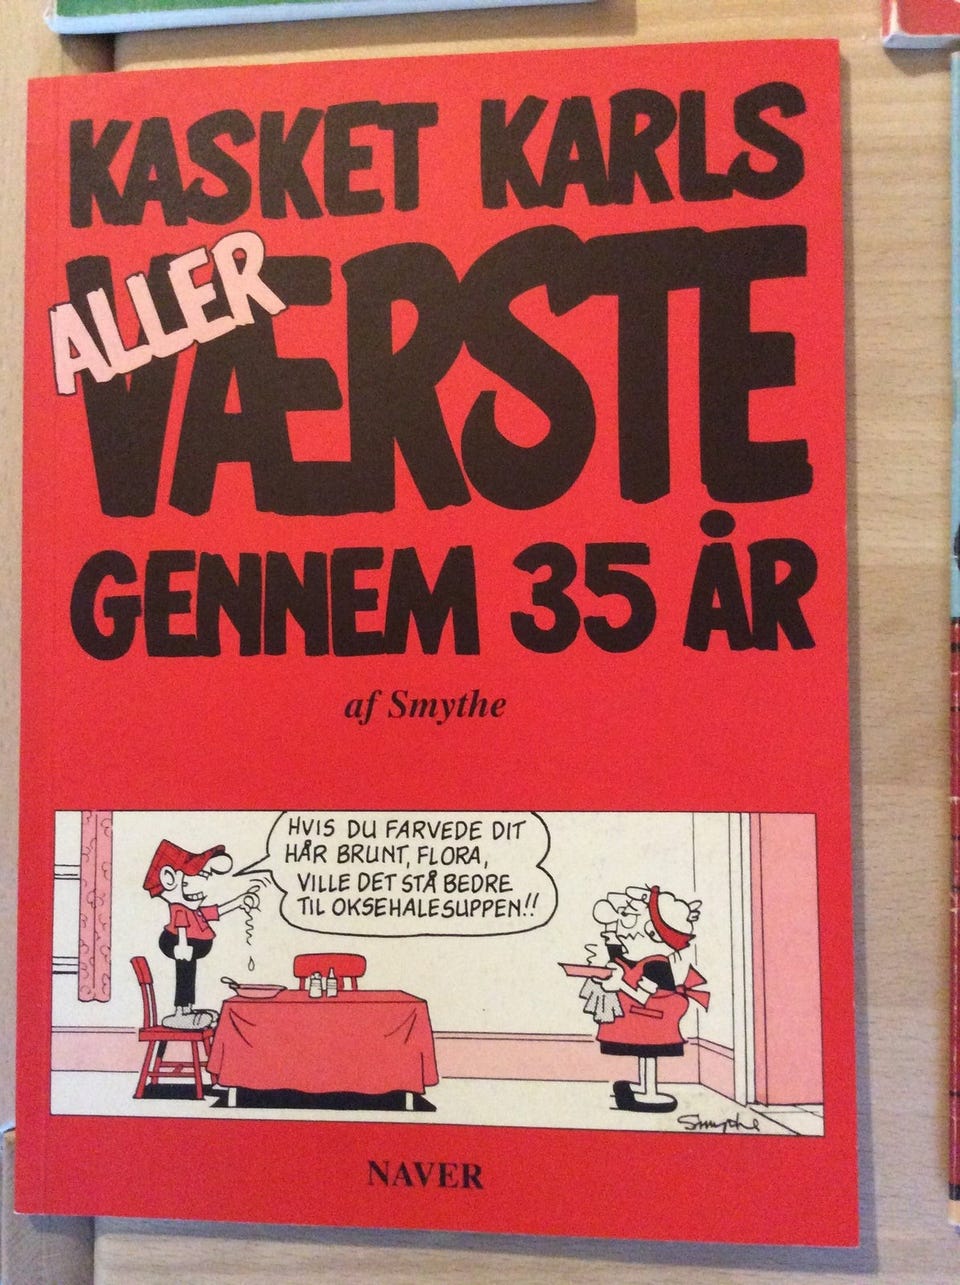 KASKET KARLS
ALLER
VÆRSTE
GENNEM 35 ÅR
af Smythe
HVIS DU FARVEDE DIT
HÅR BRUNT, FLORA,
VILLE DET STÅ BEDRE
TIL OKSEHALESUPPEN!!
Smythe
NAVER